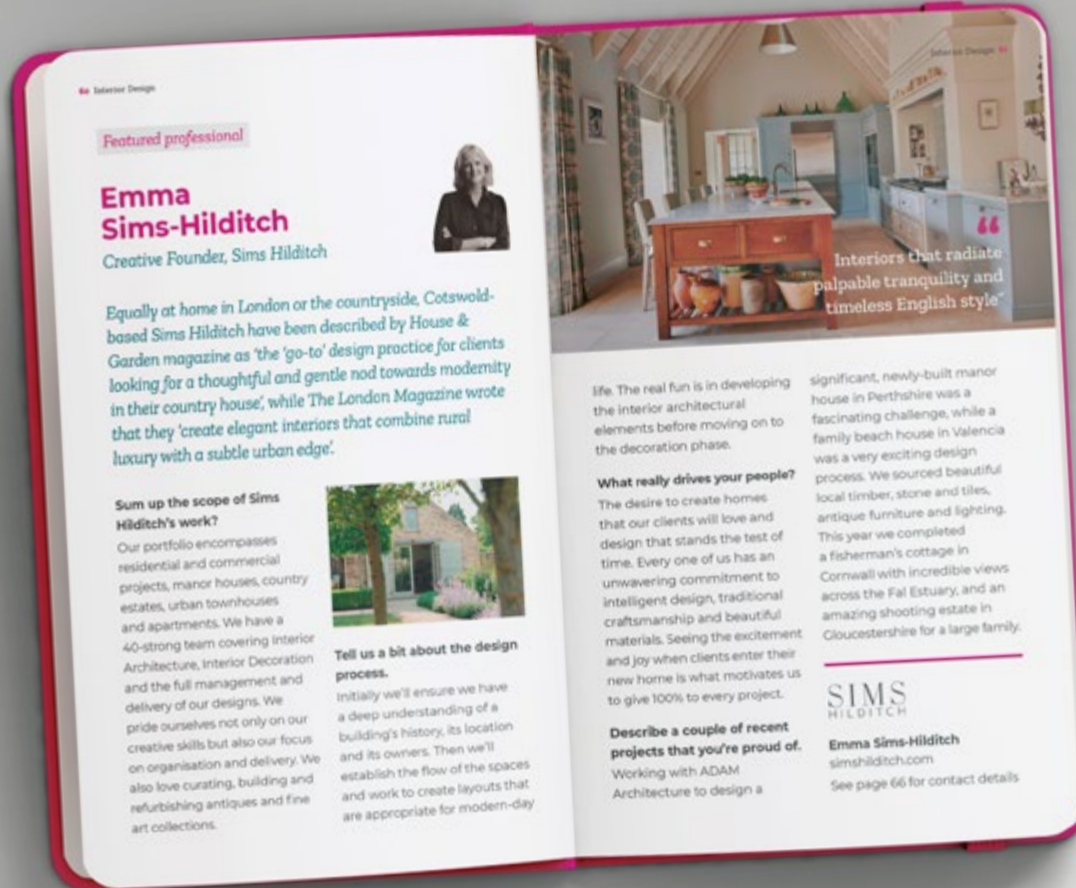 Interior Design
Featured professional
Emma
Sims-Hilditch
Creative Founder, Sims Hilditch
Equally at home in London or the countryside, Cotswold-
based Sims Hilditch have been described by House &
Garden magazine as 'the 'go-to' design practice for clients
looking for a thoughtful and gentle nod towards modernity
in their country house', while The London Magazine wrote
that they 'create elegant interiors that combine rural
luxury with a subtle urban edge'.
Sum up the scope of Sims
Hilditch's work?
Our portfolio encompasses
residential and commercial
projects, manor houses, country
estates, urban townhouses
and apartments. We have a
40-strong team covering Interior
Architecture, Interior Decoration
and the full management and
delivery of our designs. We
pride ourselves not only on our
creative skills but also our focus
on organisation and delivery. We
also love curating, building and
refurbishing antiques and fine
art collections.
Tell us a bit about the design
process.
Initially we'll ensure we have
a deep understanding of a
building's history, its location
and its owners. Then we'll
establish the flow of the spaces
and work to create layouts that
are appropriate for modern-day
Interior Design
“
Interiors that radiate
palpable tranquility and
timeless English style”
life. The real fun is in developing
the interior architectural
elements before moving on to
the decoration phase.
What really drives your people?
The desire to create homes
that our clients will love and
design that stands the test of
time. Every one of us has an
unwavering commitment to
intelligent design, traditional
craftsmanship and beautiful
materials. Seeing the excitement
and joy when clients enter their
new home is what motivates us
to give 100% to every project.
Describe a couple of recent
projects that you're proud of.
Working with ADAM
Architecture to design a
significant, newly-built manor
house in Perthshire was a
fascinating challenge, while a
family beach house in Valencia
was a very exciting design
process. We sourced beautiful
local timber, stone and tiles,
antique furniture and lighting.
This year we completed
a fisherman's cottage in
Cornwall with incredible views
across the Fal Estuary, and an
amazing shooting estate in
Gloucestershire for a large family.
SIMS
HILDITCH
Emma Sims-Hilditch
simshilditch.com
See page 66 for contact details